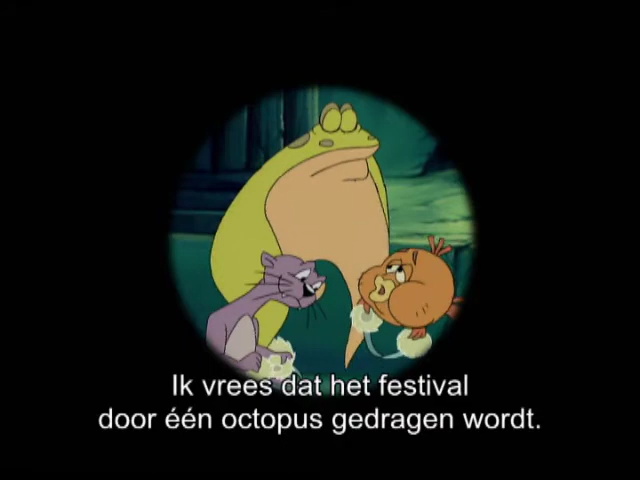 Ik vrees dat het festival
door één octopus gedragen wordt.